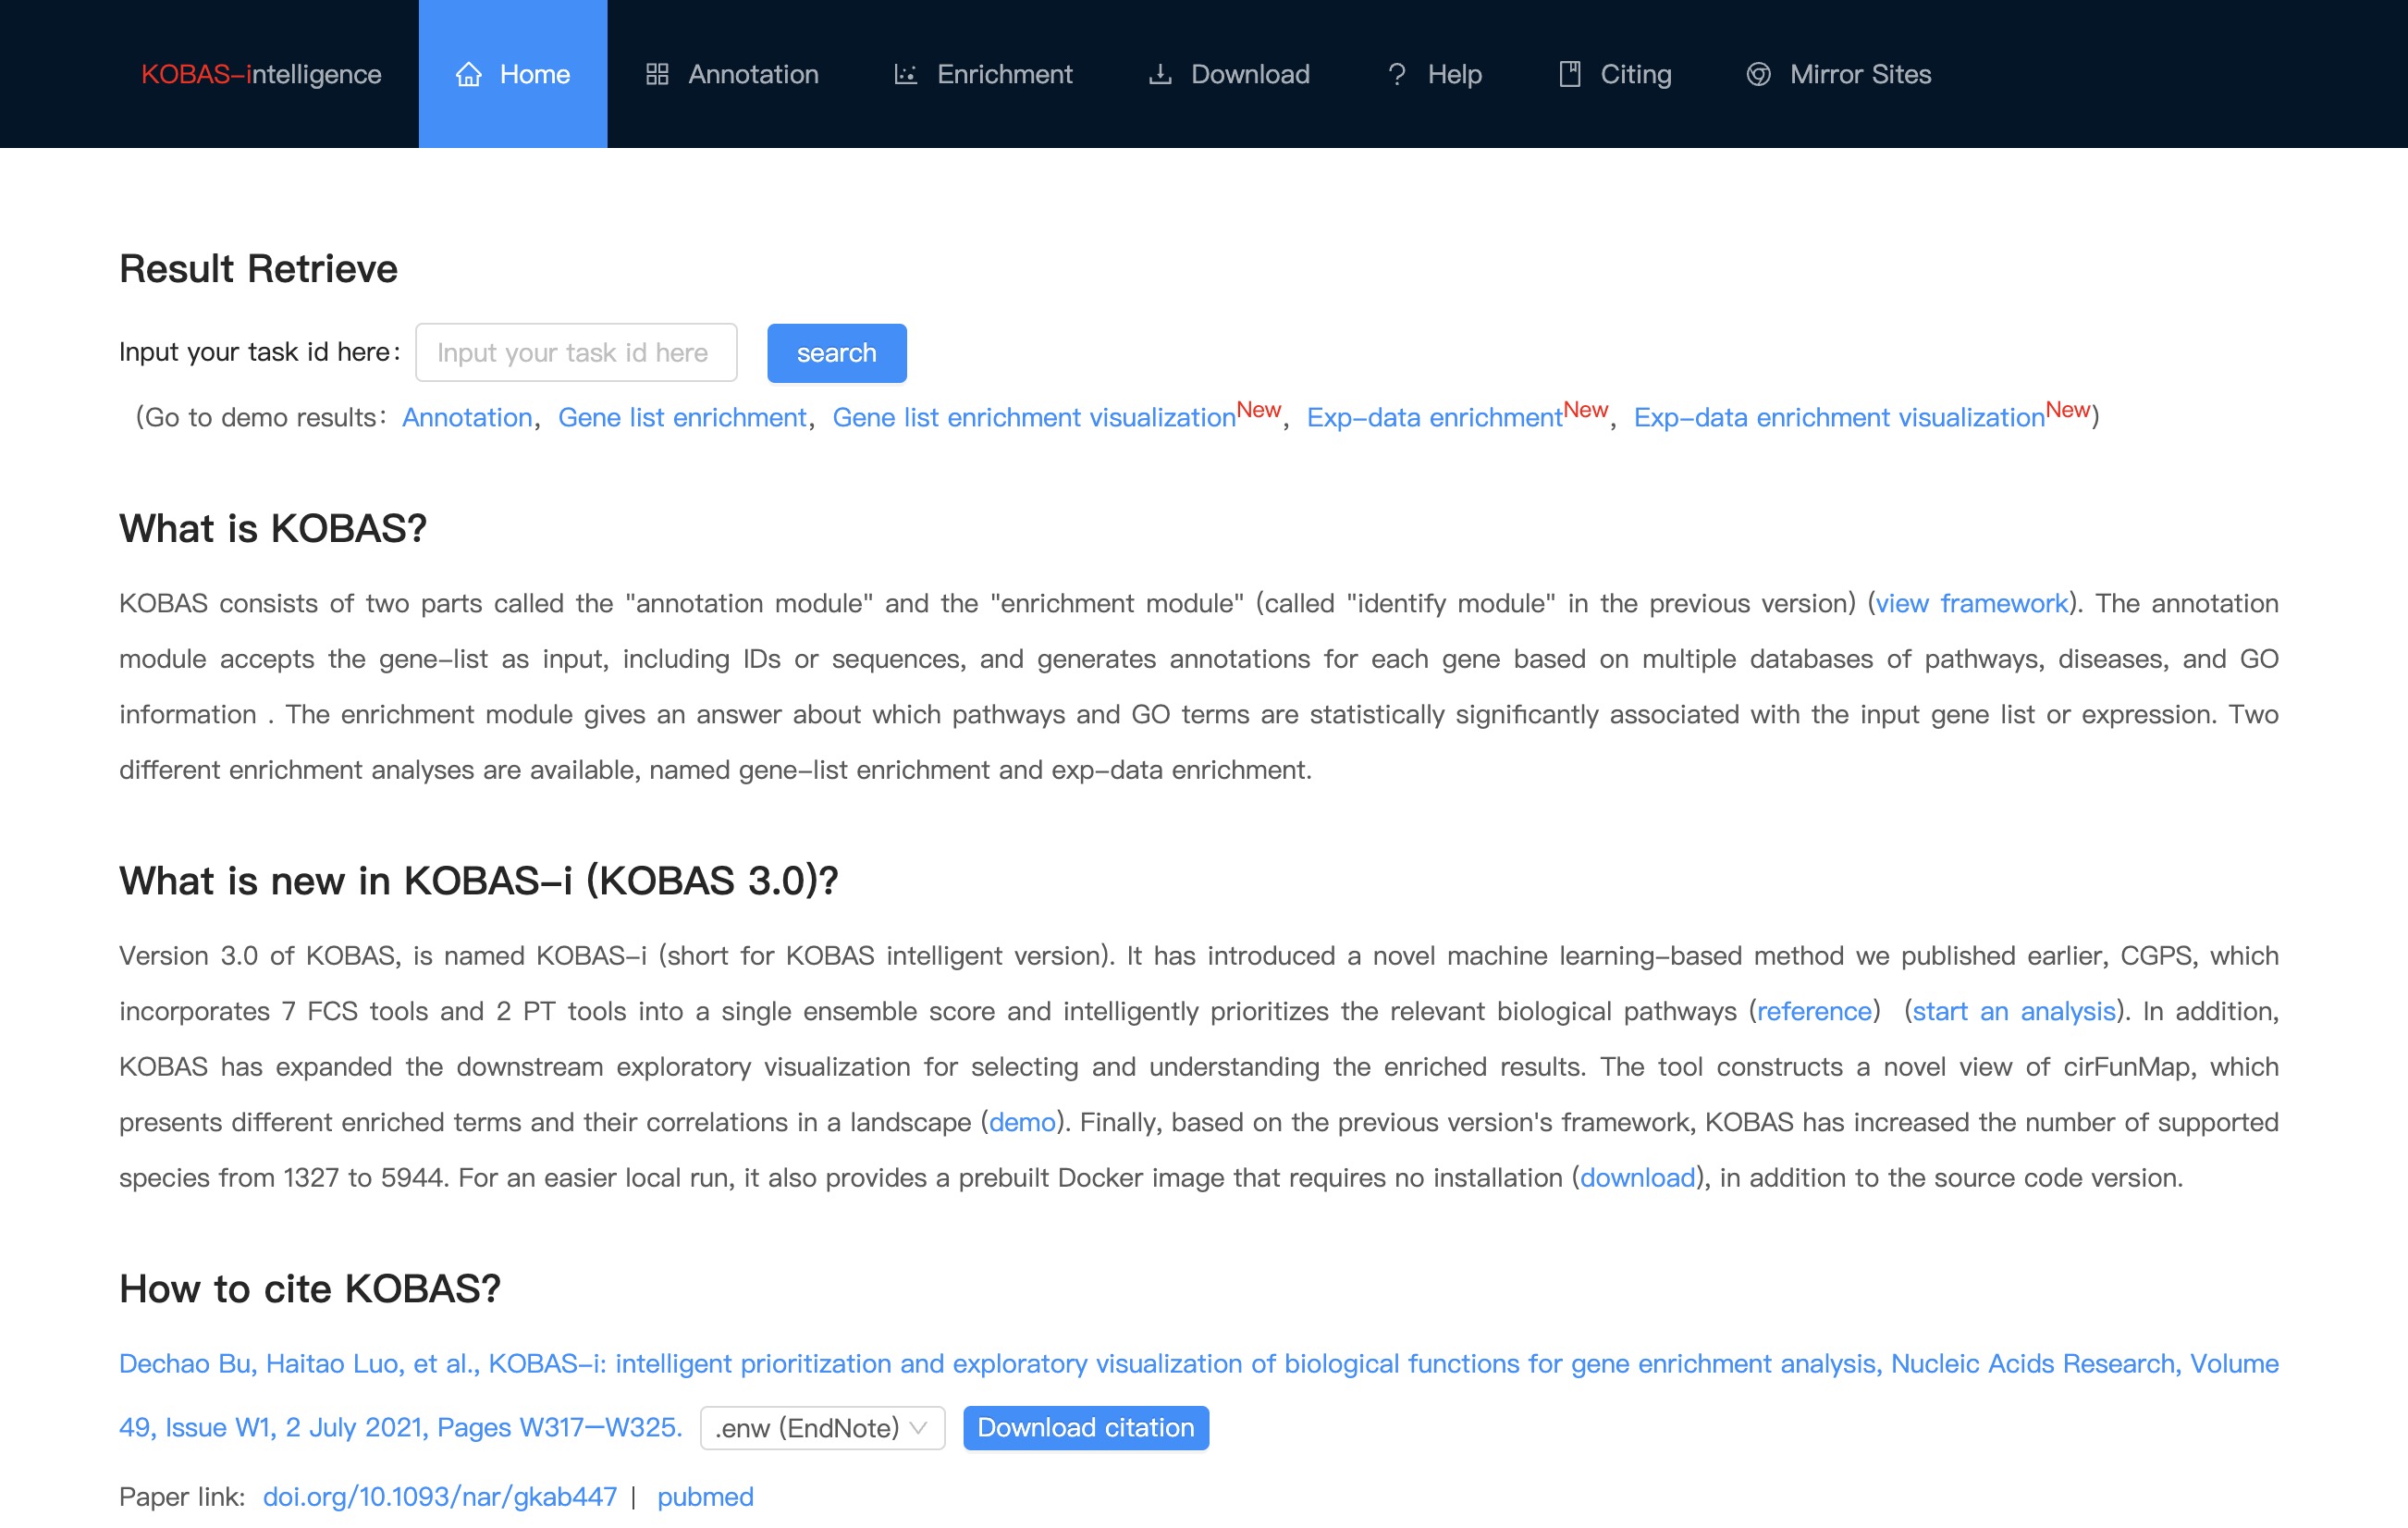 KOBAS-intelligence Home Annotation Enrichment Download Help Citing Mirror Sites
Result Retrieve
Input your task id here: Input your task id here search
(Go to demo results: Annotation, Gene list enrichment, Gene list enrichment visualizationNew, Exp-data enrichmentNew, Exp-data enrichment visualizationNew)
What is KOBAS?
KOBAS consists of two parts called the "annotation module" and the "enrichment module" (called "identify module" in the previous version) (view framework). The annotation
module accepts the gene-list as input, including IDs or sequences, and generates annotations for each gene based on multiple databases of pathways, diseases, and GO
information . The enrichment module gives an answer about which pathways and GO terms are statistically significantly associated with the input gene list or expression. Two
different enrichment analyses are available, named gene-list enrichment and exp-data enrichment.
What is new in KOBAS-i (KOBAS 3.0)?
Version 3.0 of KOBAS, is named KOBAS-i (short for KOBAS intelligent version). It has introduced a novel machine learning-based method we published earlier, CGPS, which
incorporates 7 FCS tools and 2 PT tools into a single ensemble score and intelligently prioritizes the relevant biological pathways (reference) (start an analysis). In addition,
KOBAS has expanded the downstream exploratory visualization for selecting and understanding the enriched results. The tool constructs a novel view of cirFunMap, which
presents different enriched terms and their correlations in a landscape (demo). Finally, based on the previous version's framework, KOBAS has increased the number of supported
species from 1327 to 5944. For an easier local run, it also provides a prebuilt Docker image that requires no installation (download), in addition to the source code version.
How to cite KOBAS?
Dechao Bu, Haitao Luo, et al., KOBAS-i: intelligent prioritization and exploratory visualization of biological functions for gene enrichment analysis, Nucleic Acids Research, Volume
49, Issue W1, 2 July 2021, Pages W317–W325. .enw (EndNote) Download citation
Paper link: doi.org/10.1093/nar/gkab447 | pubmed